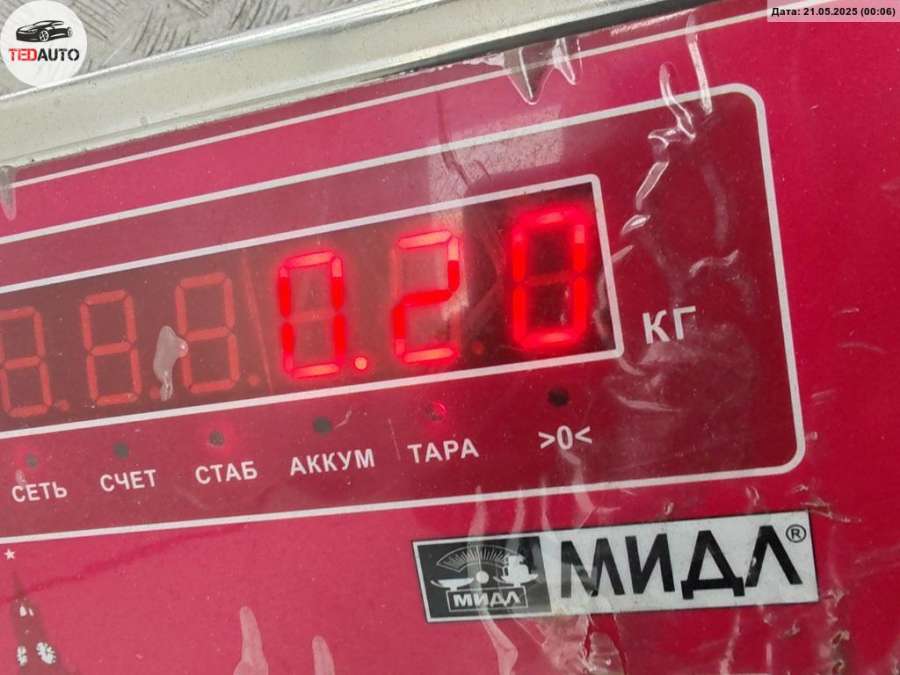 TEDAUTO
Дата: 21.05.2025 (00:06)
0.20
КГ
СЕТЬ СЧЕТ СТАБ АККУМ ТАРА >0<
МИДЛ МИДЛ®